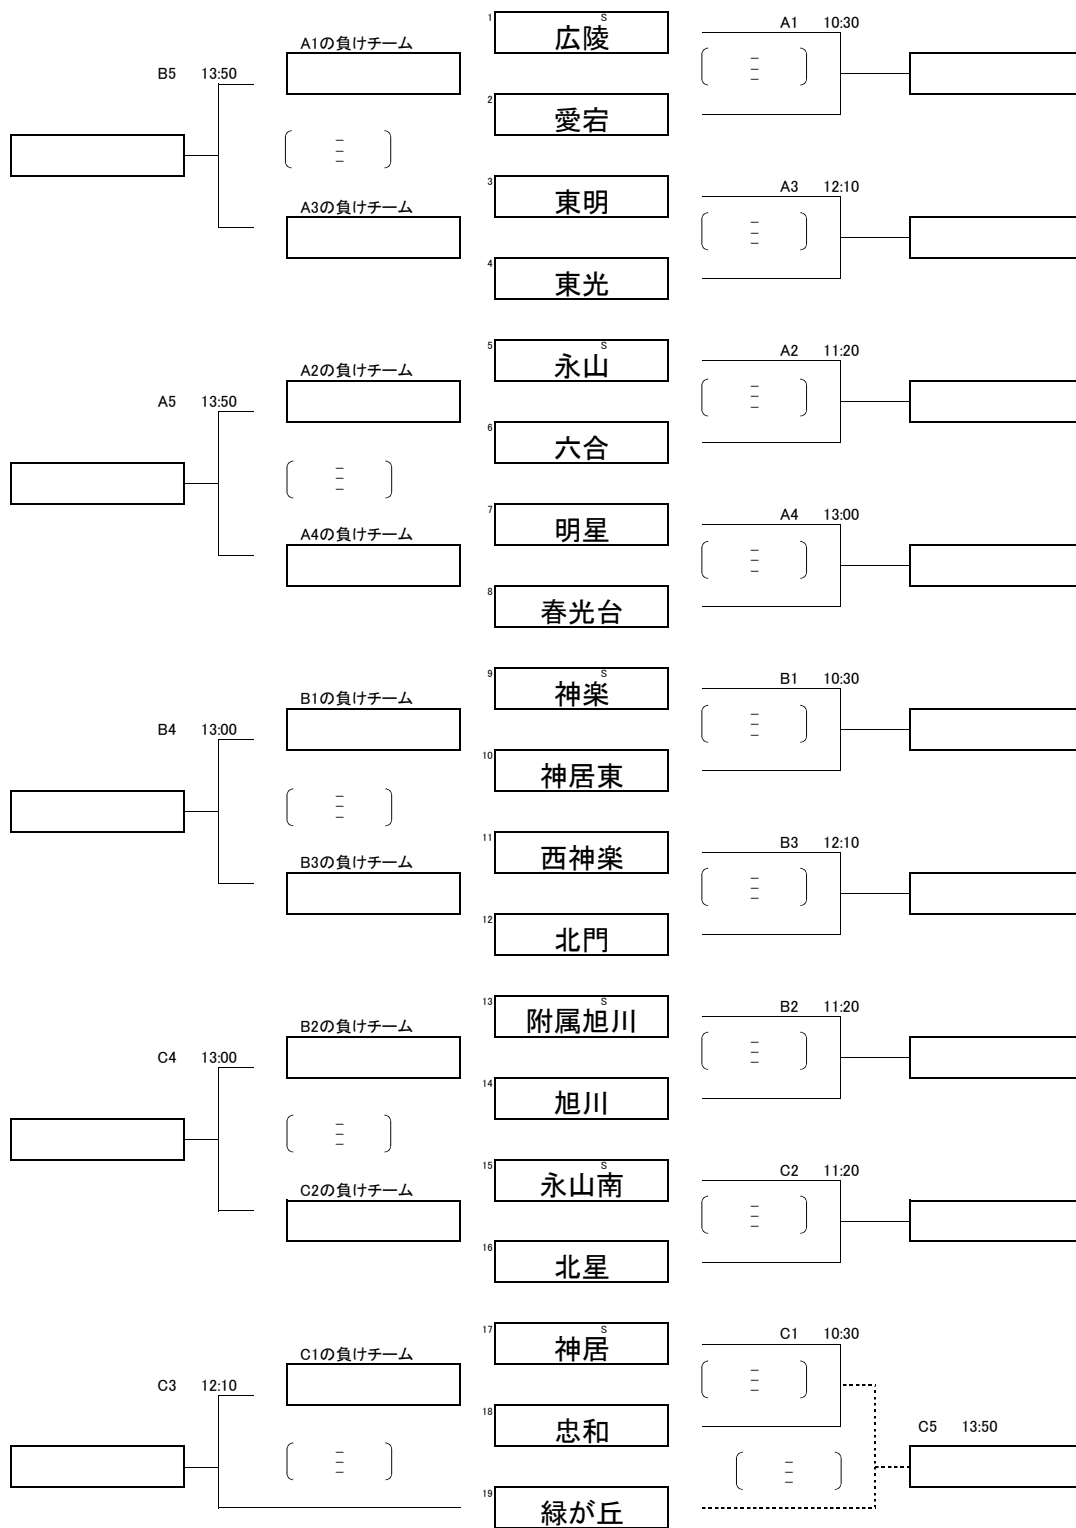 1 S
広陵
A1 10:30
A1の負けチーム
B5 13:50
2
愛宕
3
東明
A3 12:10
A3の負けチーム
4
東光
5 S
永山
A2 11:20
A2の負けチーム
A5 13:50
6
六合
7
明星
A4 13:00
A4の負けチーム
8
春光台
9 S
神楽
B1 10:30
B1の負けチーム
B4 13:00
10
神居東
11
西神楽
B3 12:10
B3の負けチーム
12
北門
13 S
附属旭川
B2 11:20
B2の負けチーム
C4 13:00
14
旭川
15 S
永山南
C2 11:20
C2の負けチーム
16
北星
17 S
神居
C1 10:30
C1の負けチーム
C3 12:10
18
忠和
C5 13:50
19
緑が丘